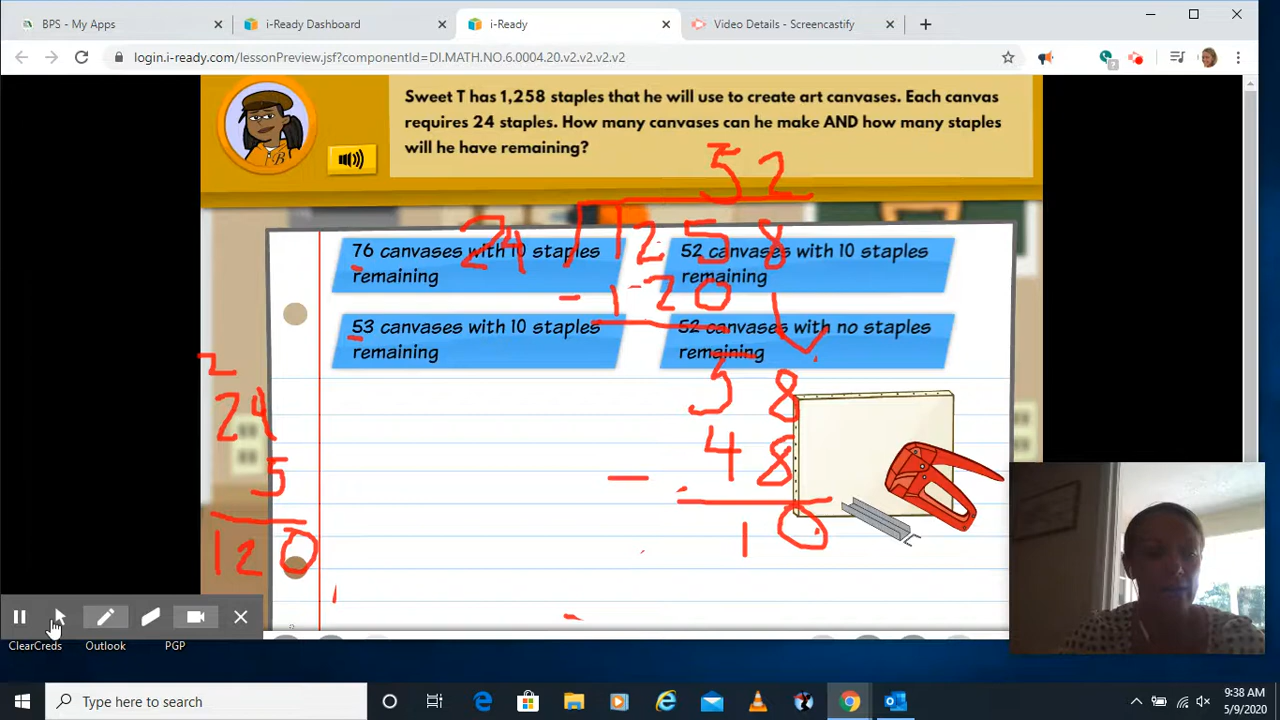 BPS - My Apps
i-Ready Dashboard
i-Ready
Video Details - Screencastify
login.i-ready.com/lessonPreview.jsf?componentId=DI.MATH.NO.6.0004.20.v2.v2.v2.v2
Sweet T has 1,258 staples that he will use to create art canvases. Each canvas
requires 24 staples. How many canvases can he make AND how many staples
will he have remaining?
B
52
24 1258
76 canvases with 10 staples
remaining
52 canvases with 10 staples
remaining
- 120
53 canvases with 10 staples
remaining
52 canvases with no staples
remaining
58
- 48
10
2
24
5
120
ClearCreds
Outlook
PGP
Type here to search
9:38 AM
5/9/2020